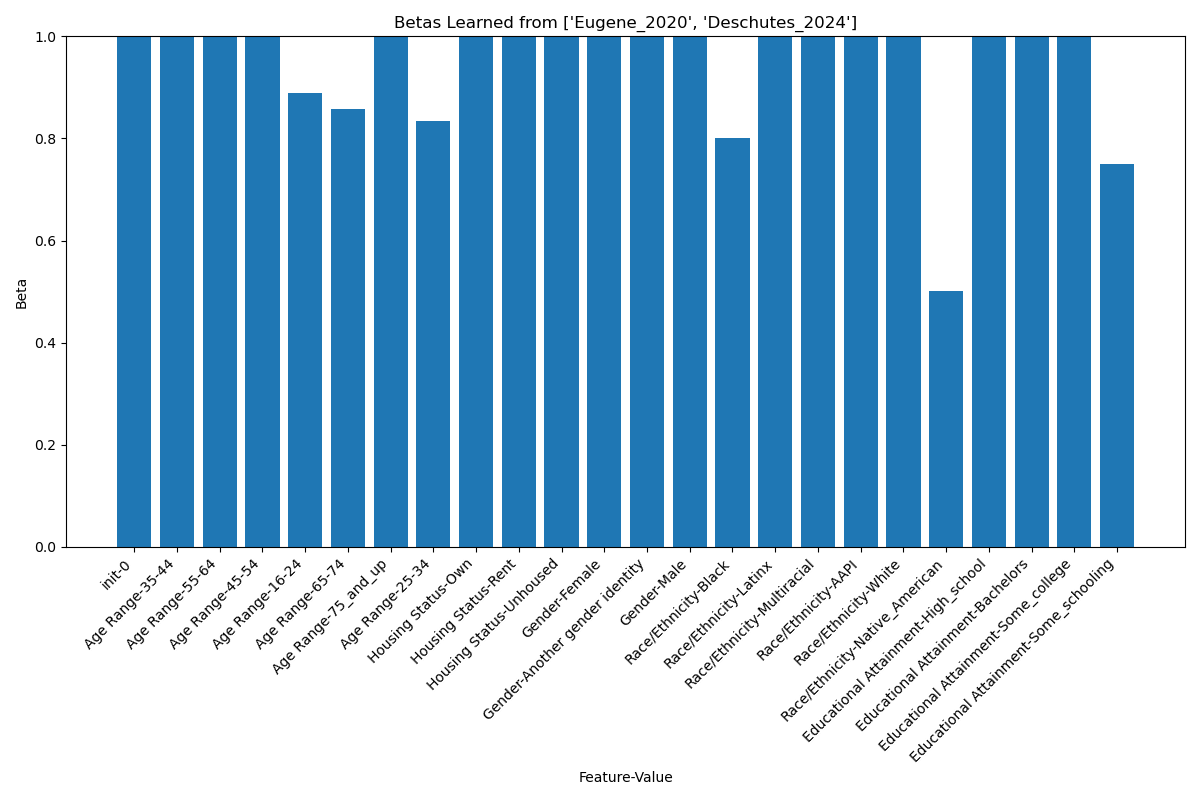 Betas Learned from ['Eugene_2020', 'Deschutes_2024']
1.0
0.8
0.6
0.4
0.2
0.0
Beta
init-0
Age Range-35-44
Age Range-55-64
Age Range-45-54
Age Range-16-24
Age Range-65-74
Age Range-75_and_up
Age Range-25-34
Housing Status-Own
Housing Status-Rent
Housing Status-Unhoused
Gender-Female
Gender-Another gender identity
Gender-Male
Race/Ethnicity-Black
Race/Ethnicity-Latinx
Race/Ethnicity-Multiracial
Race/Ethnicity-AAPI
Race/Ethnicity-White
Race/Ethnicity-Native_American
Educational Attainment-High_school
Educational Attainment-Bachelors
Educational Attainment-Some_college
Educational Attainment-Some_schooling
Feature-Value